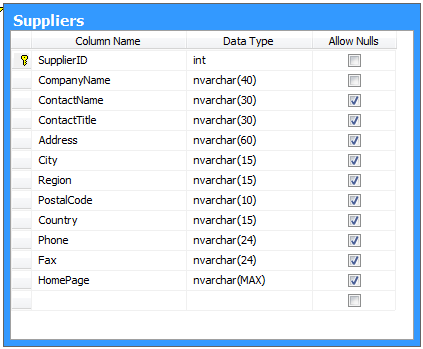 Suppliers
Column Name Data Type Allow Nulls
SupplierID int
CompanyName nvarchar(40)
ContactName nvarchar(30)
ContactTitle nvarchar(30)
Address nvarchar(60)
City nvarchar(15)
Region nvarchar(15)
PostalCode nvarchar(10)
Country nvarchar(15)
Phone nvarchar(24)
Fax nvarchar(24)
HomePage nvarchar(MAX)